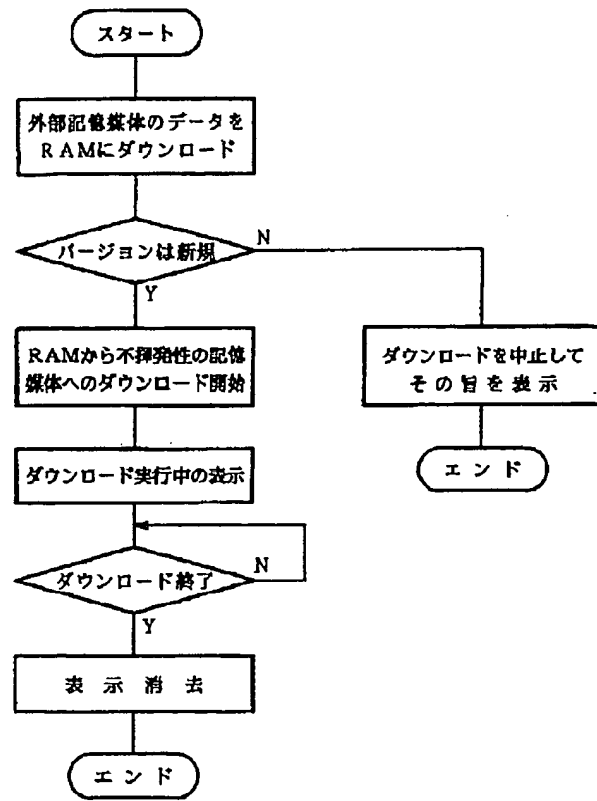 スタート
外部記憶媒体のデータを
RAMにダウンロード
バージョンは新規
N
Y
RAMから不揮発性の記憶
媒体へのダウンロード開始
ダウンロードを中止して
その旨を表示
エンド
ダウンロード実行中の表示
ダウンロード終了
N
Y
表示消去
エンド